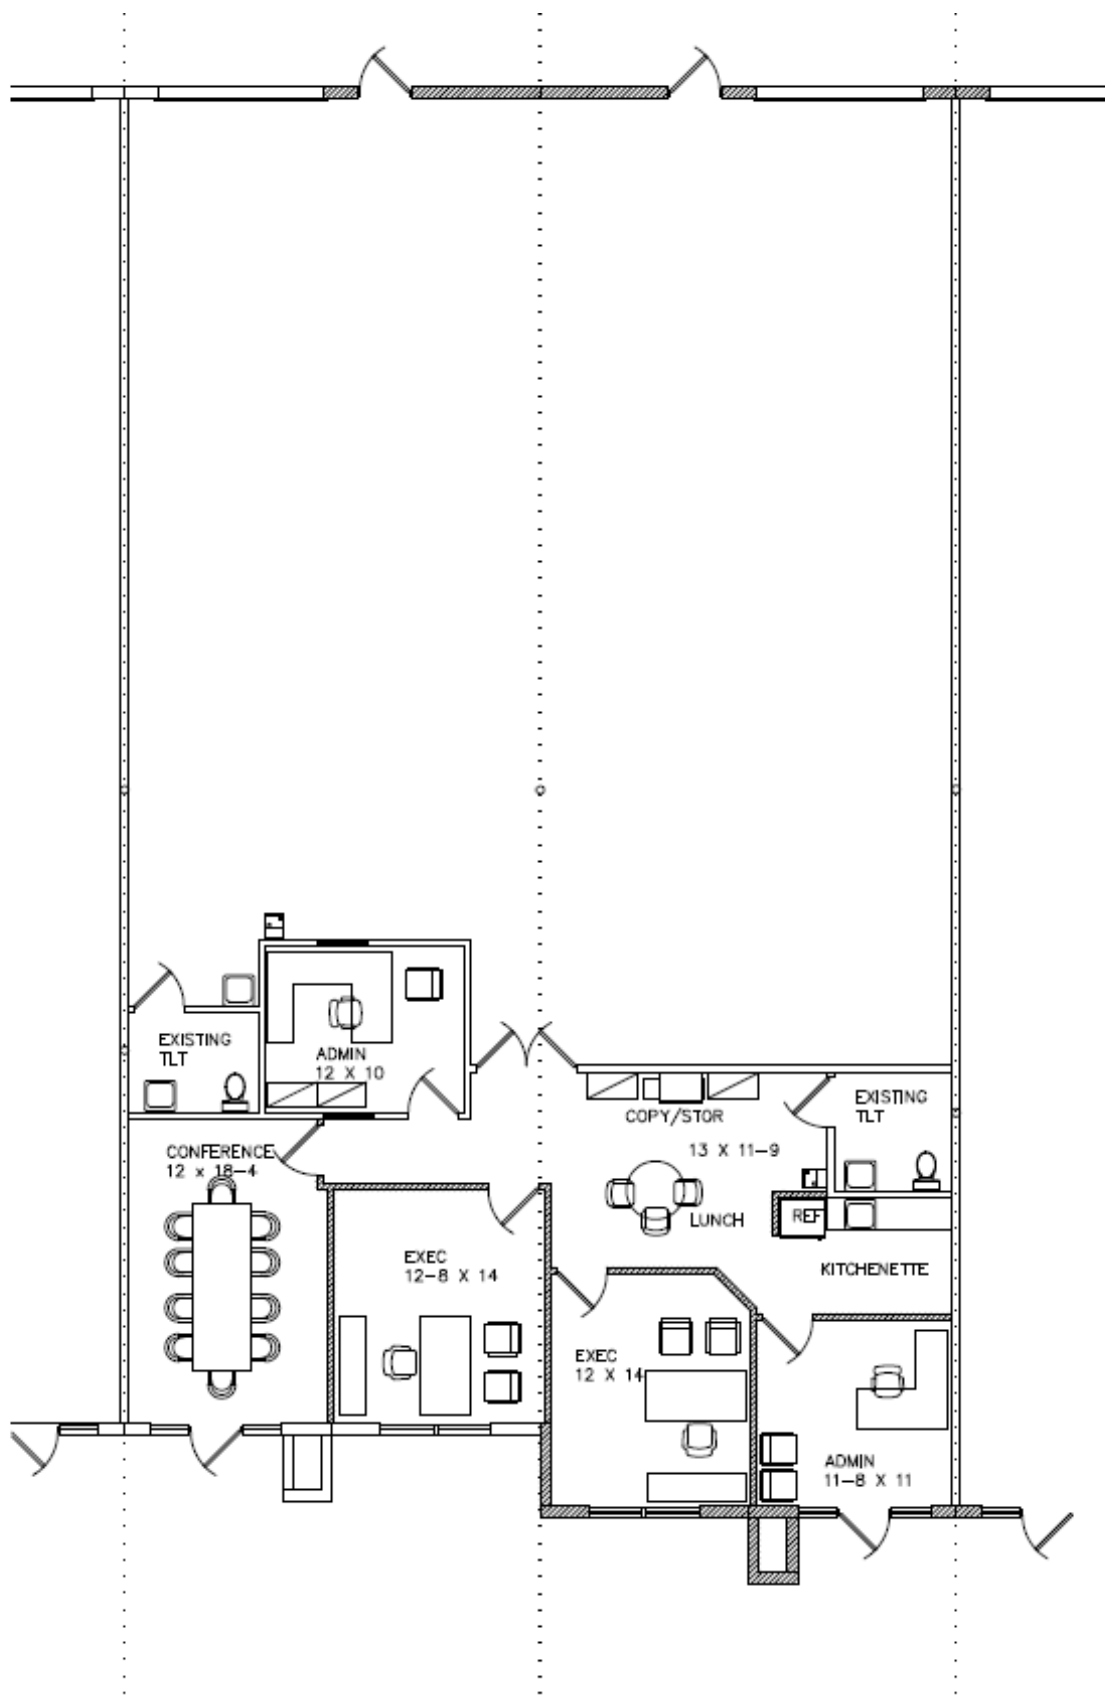 EXISTING
TLT
ADMIN
12 X 10
CONFERENCE
12 x 18-4
COPY/STOR
13 X 11-9
EXISTING
TLT
LUNCH
REF
KITCHENETTE
EXEC
12-8 X 14
EXEC
12 X 14
ADMIN
11-8 X 11